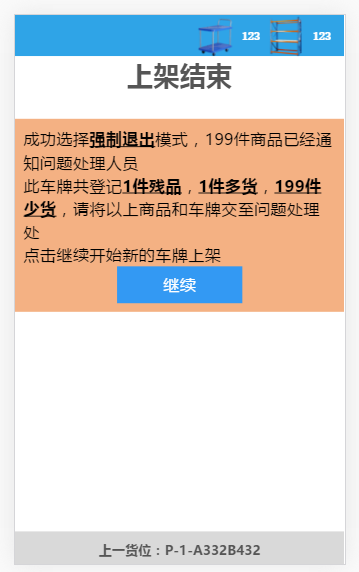 123 123
上架结束
成功选择强制退出模式，199件商品已经通
知问题处理人员
此车牌共登记1件残品，1件多货，199件
少货，请将以上商品和车牌交至问题处理
处
点击继续开始新的车牌上架
继续
上一货位：P-1-A332B432